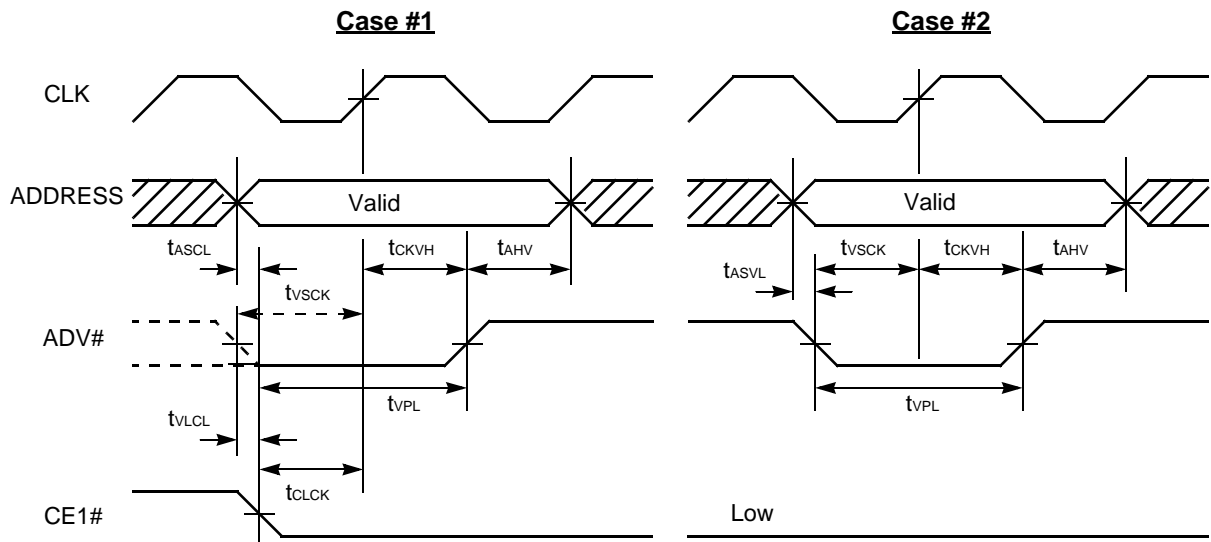 Case #1
Case #2
CLK
ADDRESS
Valid
Valid
tASCL
tCKVH
tAHV
tVSCK
tCKVH
tAHV
tVSCK
tASVL
ADV#
tVPL
tVPL
tVLCL
tCLCK
CE1#
Low